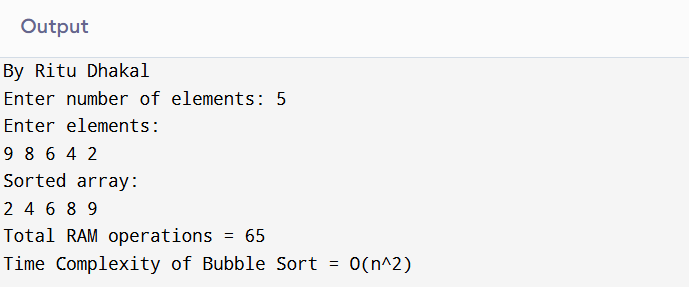 Output
By Ritu Dhakal
Enter number of elements: 5
Enter elements:
9 8 6 4 2
Sorted array:
2 4 6 8 9
Total RAM operations = 65
Time Complexity of Bubble Sort = O(n^2)